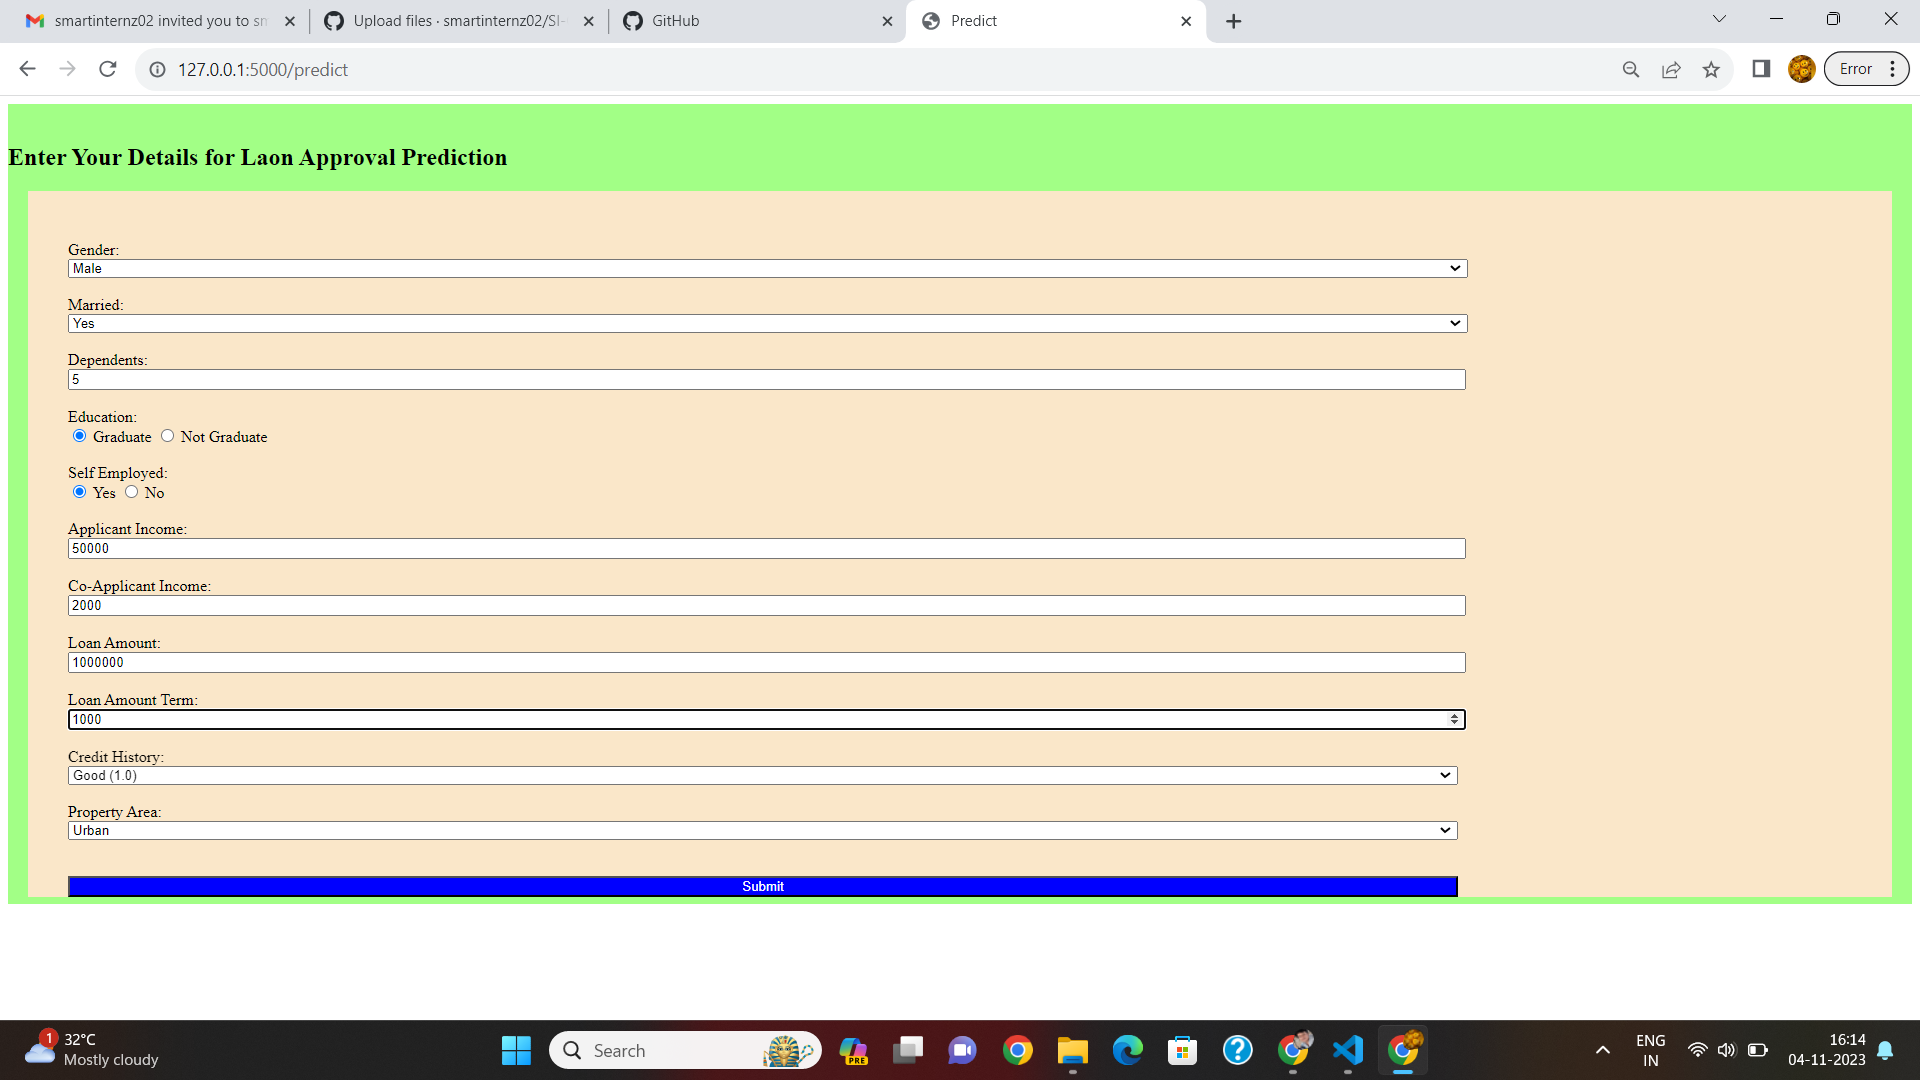 smartinternz02 invited you to sm
Upload files · smartinternz02/SI-
GitHub
Predict
127.0.0.1:5000/predict
Error
Enter Your Details for Laon Approval Prediction
Gender:
Male
Married:
Yes
Dependents:
5
Education:
Graduate Not Graduate
Self Employed:
Yes No
Applicant Income:
50000
Co-Applicant Income:
2000
Loan Amount:
1000000
Loan Amount Term:
1000
Credit History:
Good (1.0)
Property Area:
Urban
Submit
1
32°C
Mostly cloudy
Search
PRE
ENG
IN
16:14
04-11-2023